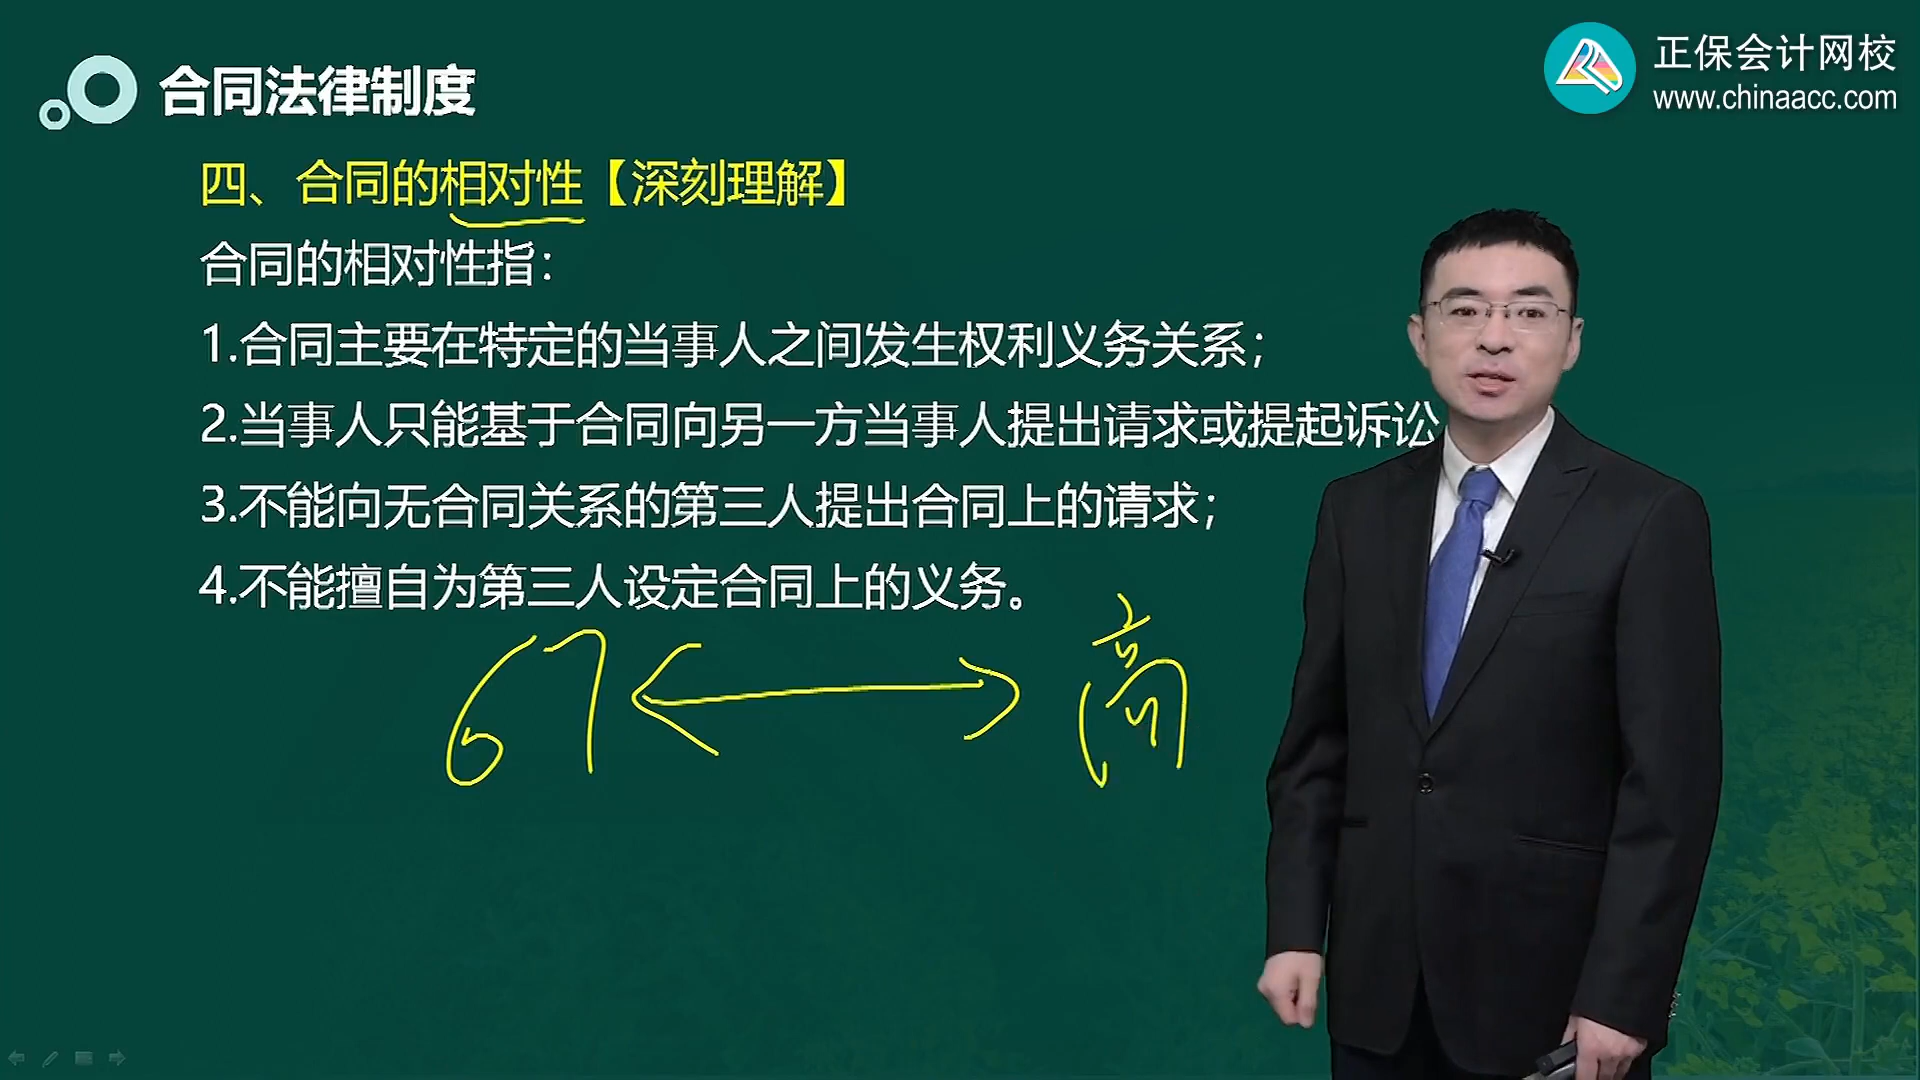 正保会计网校
www.chinaacc.com
合同法律制度
四、合同的相对性【深刻理解】
合同的相对性指：
1.合同主要在特定的当事人之间发生权利义务关系；
2.当事人只能基于合同向另一方当事人提出请求或提起诉讼
3.不能向无合同关系的第三人提出合同上的请求；
4.不能擅自为第三人设定合同上的义务。
67 商